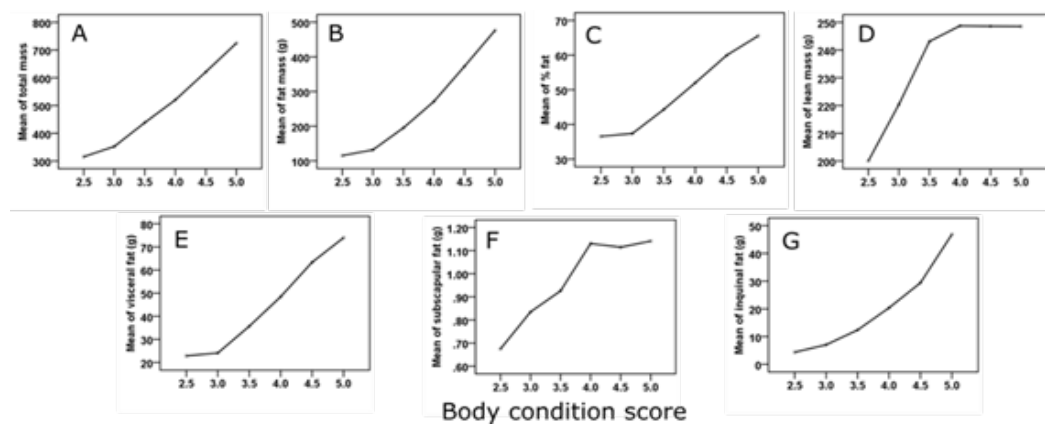 A
Mean of total mass
800
700
600
500
400
300
2.5 3.0 3.5 4.0 4.5 5.0
B
Mean of fat mass (g)
500
400
300
200
100
2.5 3.0 3.5 4.0 4.5 5.0
C
Mean of % fat
70
60
50
40
30
2.5 3.0 3.5 4.0 4.5 5.0
D
Mean of lean mass (g)
250
240
230
220
210
200
2.5 3.0 3.5 4.0 4.5 5.0
E
Mean of visceral fat (g)
80
70
60
50
40
30
20
2.5 3.0 3.5 4.0 4.5 5.0
F
Mean of subscapular fat (g)
1.20
1.10
1.00
.90
.80
.70
.60
2.5 3.0 3.5 4.0 4.5 5.0
G
Mean of inquinal fat (g)
50
40
30
20
10
0
2.5 3.0 3.5 4.0 4.5 5.0
Body condition score